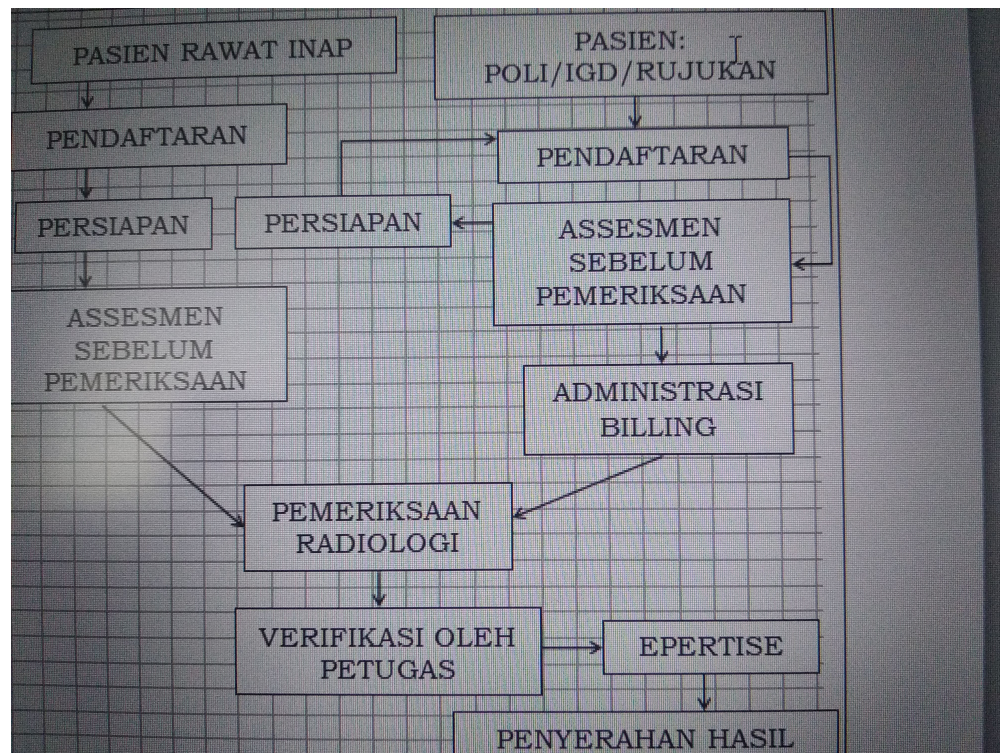 PASIEN RAWAT INAP
PASIEN:
POLI/IGD/RUJUKAN
PENDAFTARAN
PENDAFTARAN
PERSIAPAN
PERSIAPAN
ASSESMEN
SEBELUM
PEMERIKSAAN
ASSESMEN
SEBELUM
PEMERIKSAAN
ADMINISTRASI
BILLING
PEMERIKSAAN
RADIOLOGI
VERIFIKASI OLEH
PETUGAS
EPERTISE
PENYERAHAN HASIL